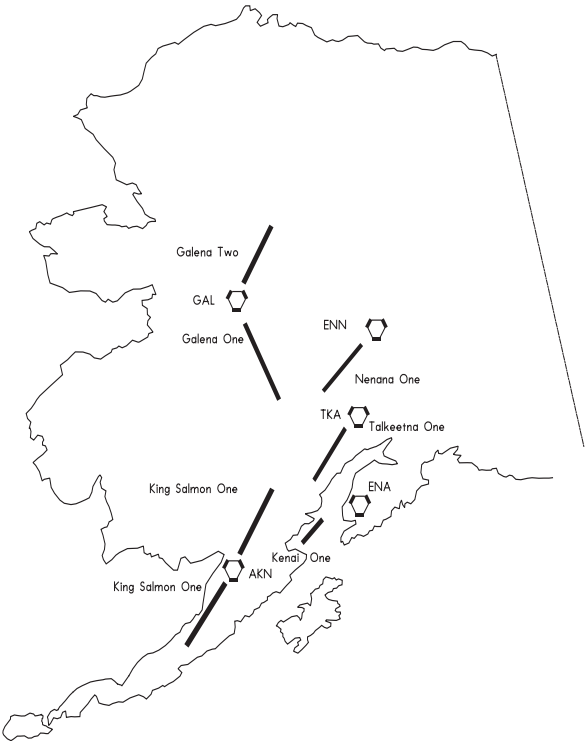 Galena Two
GAL
Galena One
ENN
Nenana One
TKA
Talkeetna One
King Salmon One
ENA
Kenai One
AKN
King Salmon One